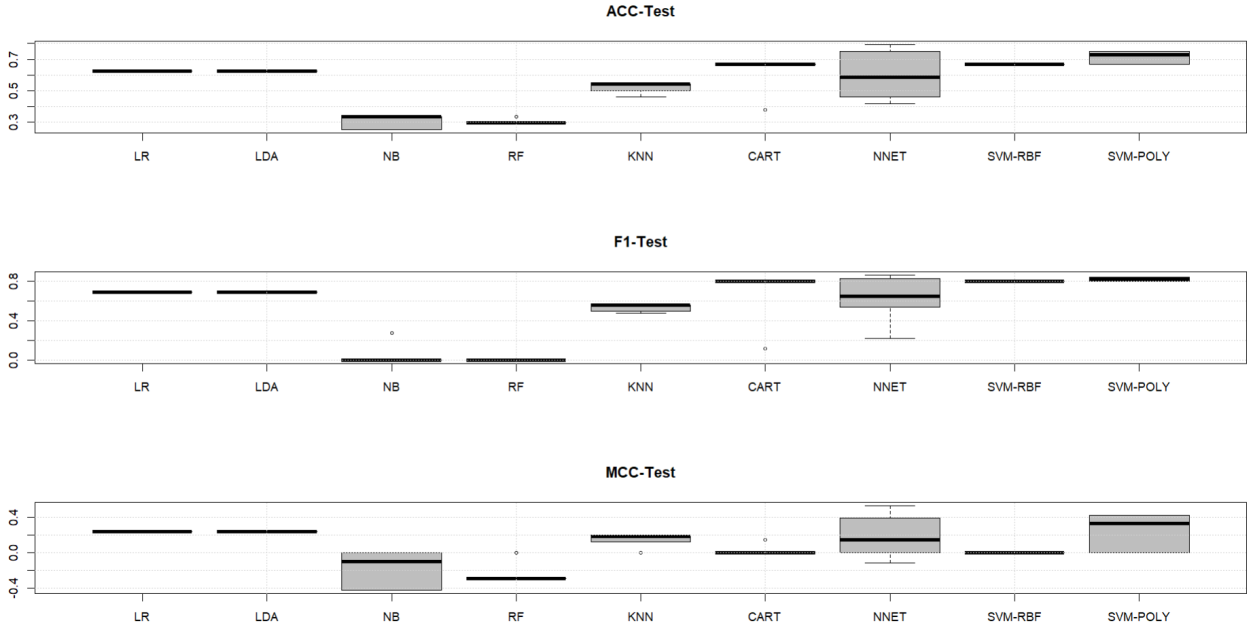 ACC-Test
0.7
0.5
0.3
LR LDA NB RF KNN CART NNET SVM-RBF SVM-POLY
F1-Test
0.8
0.4
0.0
LR LDA NB RF KNN CART NNET SVM-RBF SVM-POLY
MCC-Test
0.4
0.0
-0.4
LR LDA NB RF KNN CART NNET SVM-RBF SVM-POLY